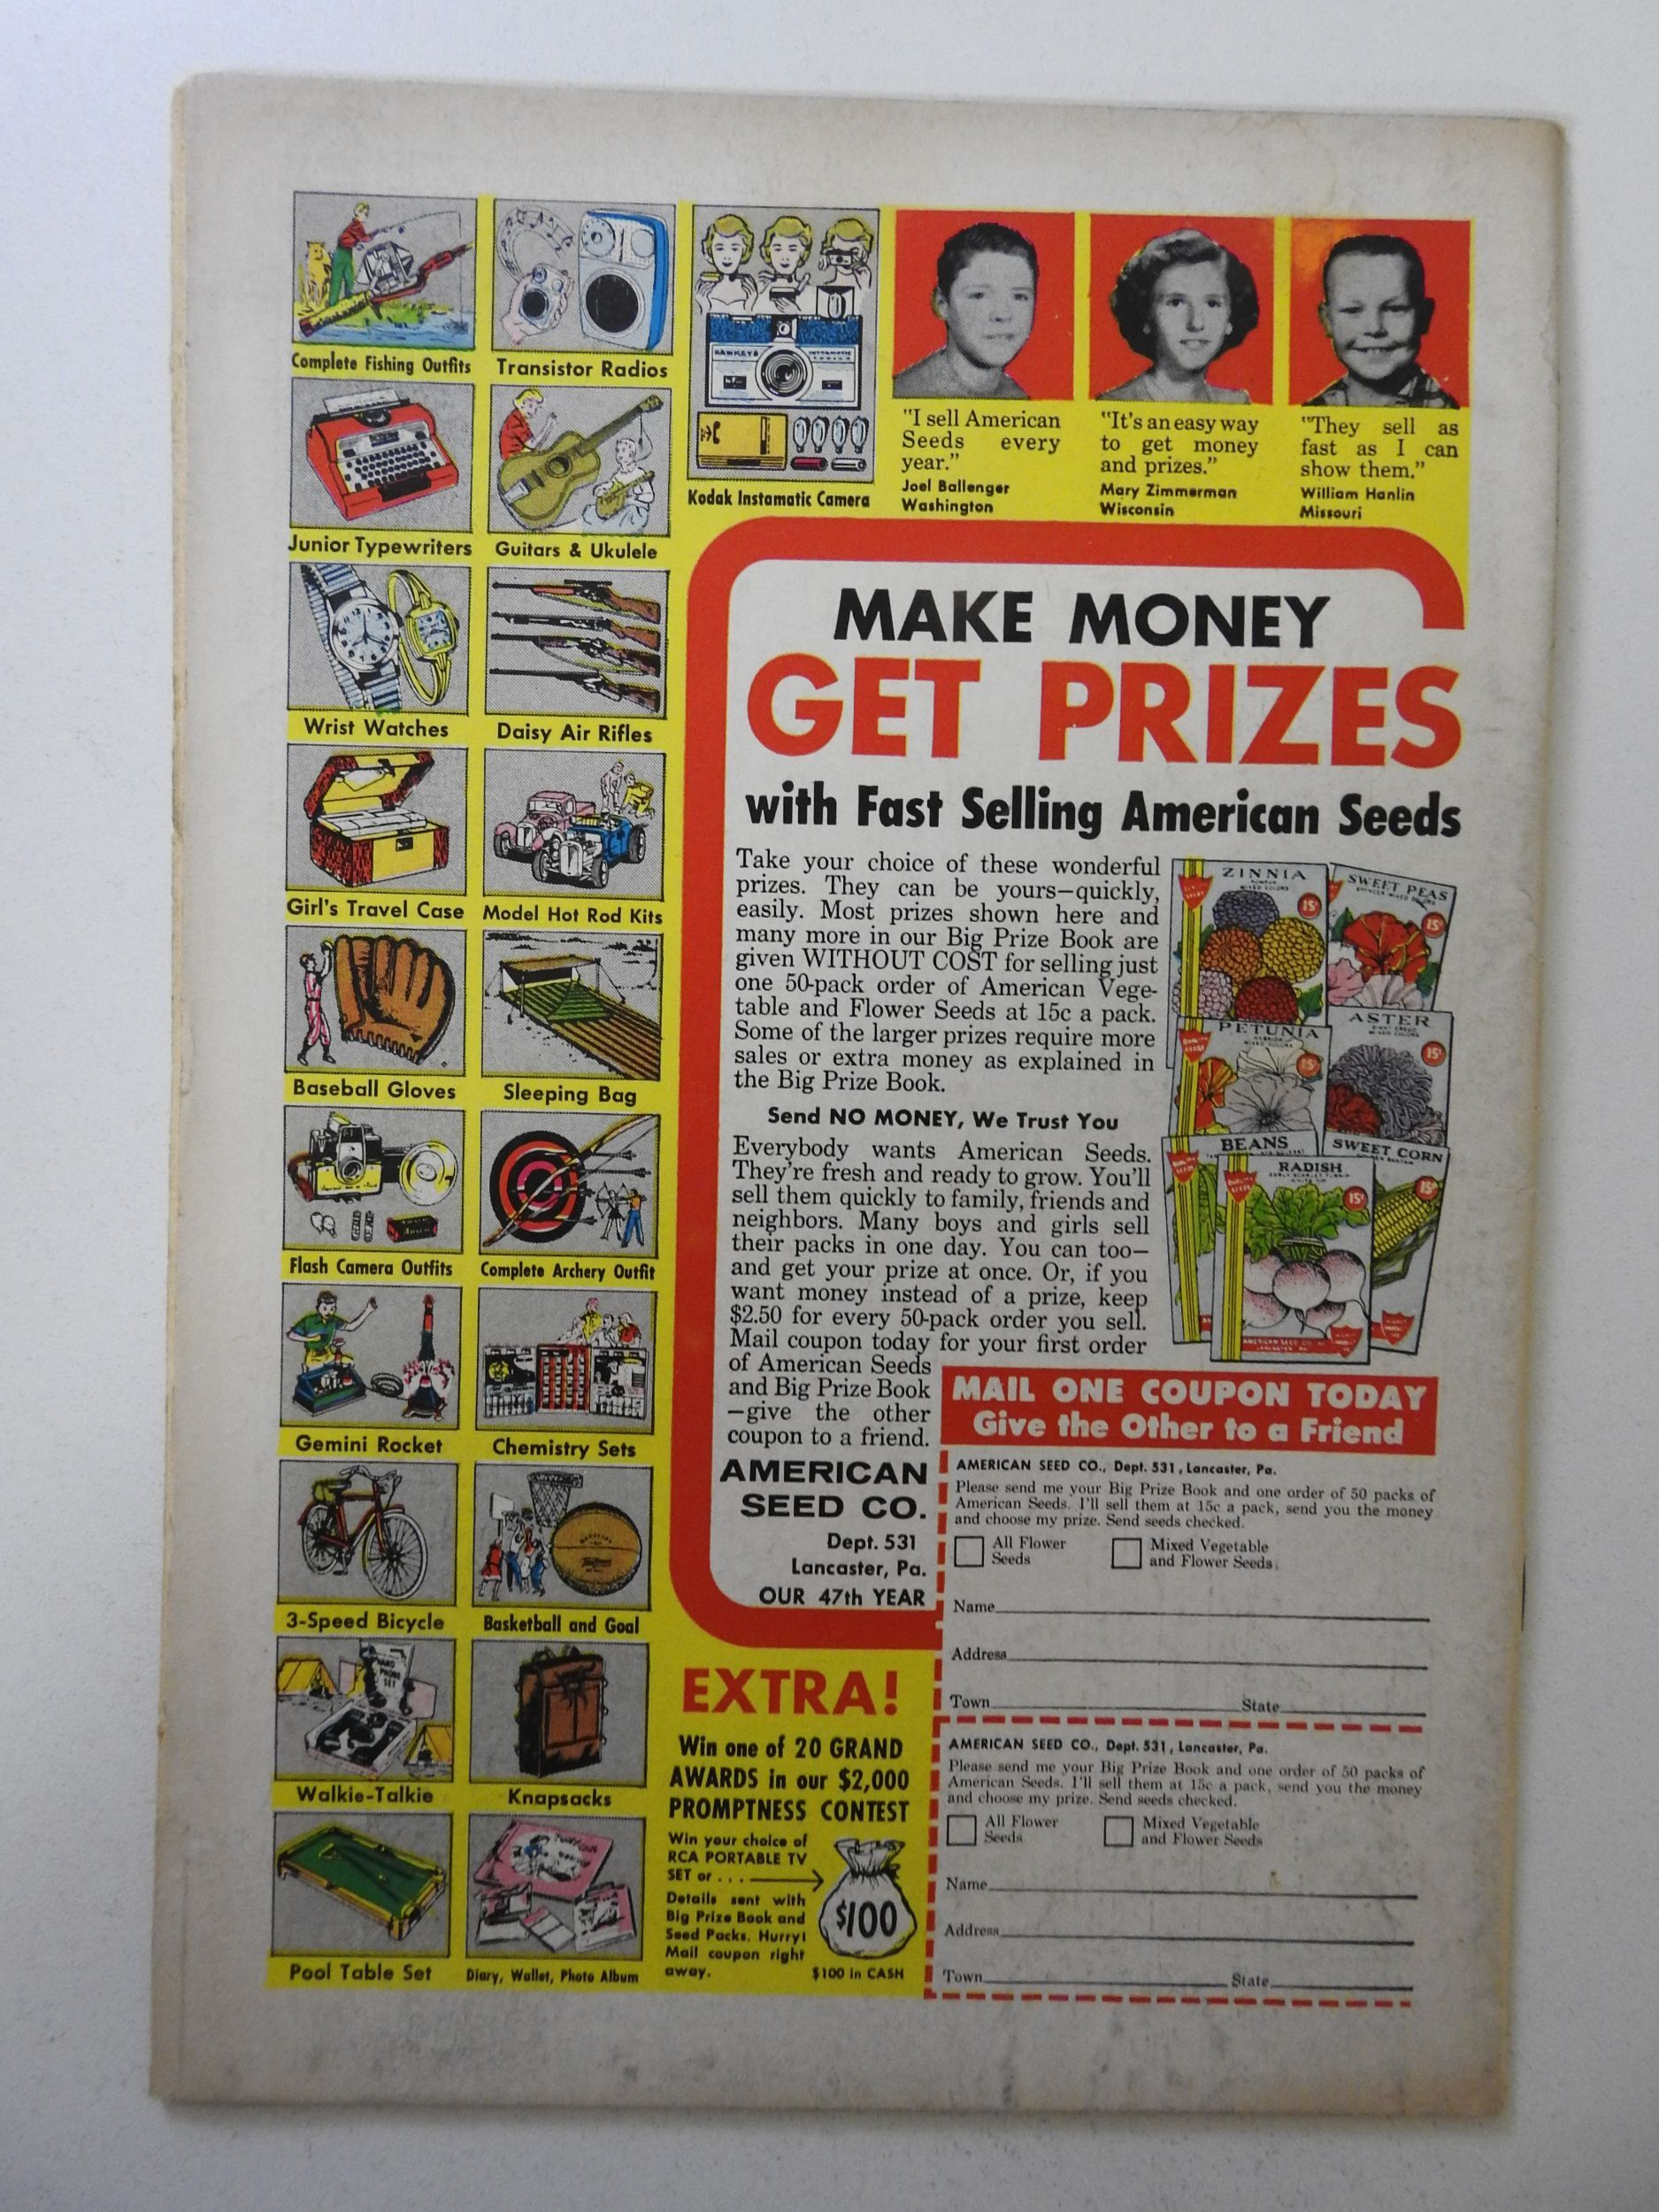 Complete Fishing Outfits
Transistor Radios
HAWKEYE INSTAMATIC
Kodak Instamatic Camera
"I sell American
Seeds every
year."
Joel Ballenger
Washington
"It's an easy way
to get money
and prizes."
Mary Zimmerman
Wisconsin
"They sell as
fast as I can
show them."
William Hanlin
Missouri
Junior Typewriters
Guitars & Ukulele
Wrist Watches
Daisy Air Rifles
Girl's Travel Case
Model Hot Rod Kits
Baseball Gloves
Sleeping Bag
Flash Camera Outfits
Complete Archery Outfit
Gemini Rocket
Chemistry Sets
3-Speed Bicycle
Basketball and Goal
HAND
PHONE
SET
Walkie-Talkie
Knapsacks
Pool Table Set
Diary, Wallet, Photo Album
MAKE MONEY
GET PRIZES
with Fast Selling American Seeds
Take your choice of these wonderful
prizes. They can be yours—quickly,
easily. Most prizes shown here and
many more in our Big Prize Book are
given WITHOUT COST for selling just
one 50-pack order of American Vege-
table and Flower Seeds at 15c a pack.
Some of the larger prizes require more
sales or extra money as explained in
the Big Prize Book.
Send NO MONEY, We Trust You
Everybody wants American Seeds.
They're fresh and ready to grow. You'll
sell them quickly to family, friends and
neighbors. Many boys and girls sell
their packs in one day. You can too—
and get your prize at once. Or, if you
want money instead of a prize, keep
$2.50 for every 50-pack order you sell.
Mail coupon today for your first order
of American Seeds
and Big Prize Book
—give the other
coupon to a friend.
AMERICAN
SEED CO.
Dept. 531
Lancaster, Pa.
OUR 47th YEAR
ZINNIA
MIXED COLORS
15¢
SWEET PEAS
15¢
PETUNIA
15¢
ASTER
MIXED COLORS
15¢
BEANS
SWEET CORN
15¢
RADISH
15¢
AMERICAN SEED CO.
LANCASTER, PA.
MAIL ONE COUPON TODAY
Give the Other to a Friend
AMERICAN SEED CO., Dept. 531, Lancaster, Pa.
Please send me your Big Prize Book and one order of 50 packs of
American Seeds. I'll sell them at 15c a pack, send you the money
and choose my prize. Send seeds checked.
All Flower
Seeds
Mixed Vegetable
and Flower Seeds
Name
Address
Town State
AMERICAN SEED CO., Dept. 531, Lancaster, Pa.
Please send me your Big Prize Book and one order of 50 packs of
American Seeds. I'll sell them at 15c a pack, send you the money
and choose my prize. Send seeds checked.
All Flower
Seeds
Mixed Vegetable
and Flower Seeds
Name
Address
Town State
EXTRA!
Win one of 20 GRAND
AWARDS in our $2,000
PROMPTNESS CONTEST
Win your choice of
RCA PORTABLE TV
SET or . . .
Details sent with
Big Prize Book and
Seed Packs. Hurry!
Mail coupon right
away.
$100
$100 in CASH